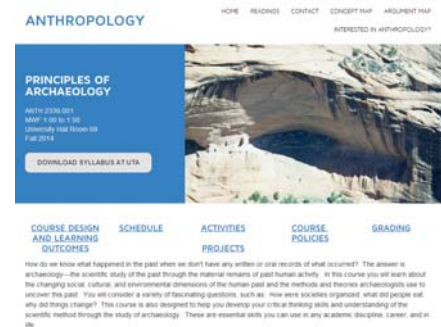 ANTHROPOLOGY
HOME READINGS CONTACT CONCEPT MAP ARGUMENT MAP
INTERESTED IN ANTHROPOLOGY?
PRINCIPLES OF
ARCHAEOLOGY
ANTH 2339.001
MWF 1:00 to 1:50
University Hall Room 09
Fall 2014
DOWNLOAD SYLLABUS AT UTA
COURSE DESIGN
AND LEARNING
OUTCOMES
SCHEDULE
ACTIVITIES
PROJECTS
COURSE
POLICIES
GRADING
How do we know what happened in the past when we don't have any written or oral records of what occurred? The answer is
archaeology—the scientific study of the past through the material remains of past human activity. In this course you will learn about
the changing social, cultural, and environmental dimensions of the human past and the methods and theories archaeologists use to
uncover this past. You will consider a variety of fascinating questions, such as: How were societies organized, what did people eat,
why did things change? This course is also designed to help you develop your critical thinking skills and understanding of the
scientific method through the study of archaeology. These are essential skills you can use in any academic discipline, career, and in
life.